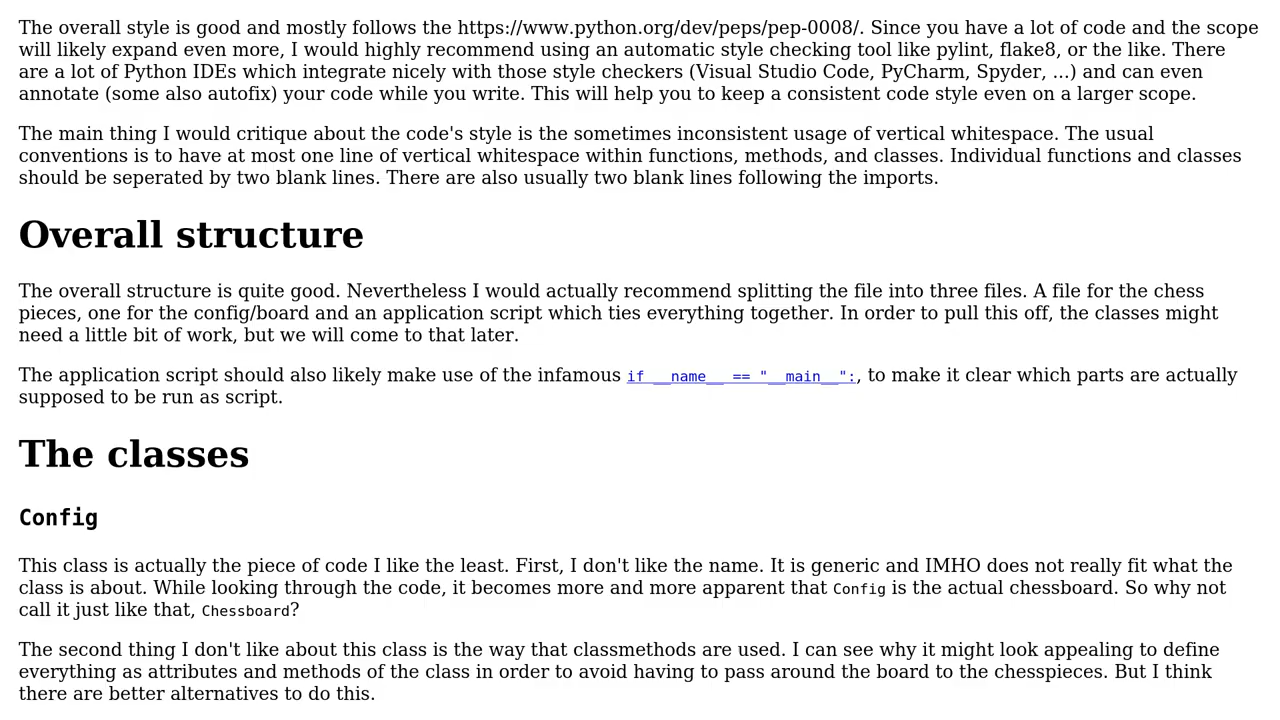 The overall style is good and mostly follows the https://www.python.org/dev/peps/pep-0008/. Since you have a lot of code and the scope
will likely expand even more, I would highly recommend using an automatic style checking tool like pylint, flake8, or the like. There
are a lot of Python IDEs which integrate nicely with those style checkers (Visual Studio Code, PyCharm, Spyder, ...) and can even
annotate (some also autofix) your code while you write. This will help you to keep a consistent code style even on a larger scope.
The main thing I would critique about the code's style is the sometimes inconsistent usage of vertical whitespace. The usual
conventions is to have at most one line of vertical whitespace within functions, methods, and classes. Individual functions and classes
should be seperated by two blank lines. There are also usually two blank lines following the imports.
Overall structure
The overall structure is quite good. Nevertheless I would actually recommend splitting the file into three files. A file for the chess
pieces, one for the config/board and an application script which ties everything together. In order to pull this off, the classes might
need a little bit of work, but we will come to that later.
The application script should also likely make use of the infamous if __name__ == "__main__":, to make it clear which parts are actually
supposed to be run as script.
The classes
Config
This class is actually the piece of code I like the least. First, I don't like the name. It is generic and IMHO does not really fit what the
class is about. While looking through the code, it becomes more and more apparent that Config is the actual chessboard. So why not
call it just like that, Chessboard?
The second thing I don't like about this class is the way that classmethods are used. I can see why it might look appealing to define
everything as attributes and methods of the class in order to avoid having to pass around the board to the chesspieces. But I think
there are better alternatives to do this.